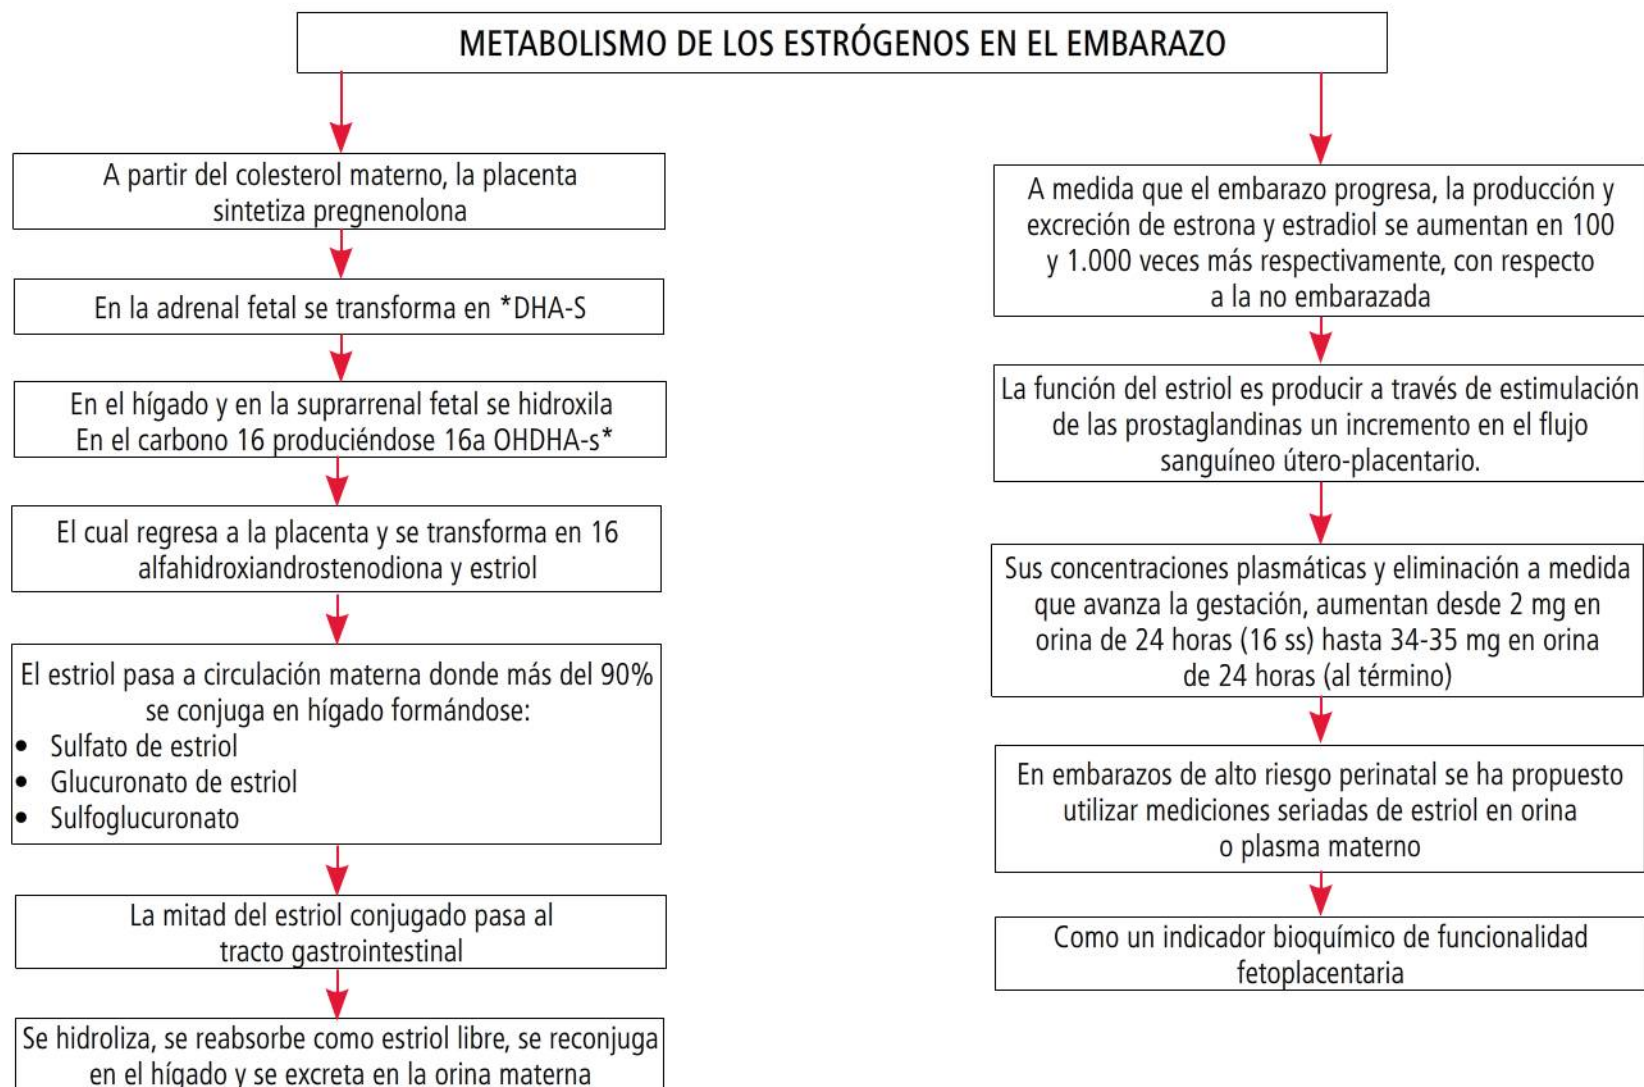 METABOLISMO DE LOS ESTRÓGENOS EN EL EMBARAZO
A partir del colesterol materno, la placenta
sintetiza pregnenolona
En la adrenal fetal se transforma en *DHA-S
En el hígado y en la suprarrenal fetal se hidroxila
En el carbono 16 produciéndose 16a OHDHA-s*
El cual regresa a la placenta y se transforma en 16
alfahidroxiandrostenodiona y estriol
El estriol pasa a circulación materna donde más del 90%
se conjuga en hígado formándose:
• Sulfato de estriol
• Glucuronato de estriol
• Sulfoglucuronato
La mitad del estriol conjugado pasa al
tracto gastrointestinal
Se hidroliza, se reabsorbe como estriol libre, se reconjuga
en el hígado y se excreta en la orina materna
A medida que el embarazo progresa, la producción y
excreción de estrona y estradiol se aumentan en 100
y 1.000 veces más respectivamente, con respecto
a la no embarazada
La función del estriol es producir a través de estimulación
de las prostaglandinas un incremento en el flujo
sanguíneo útero-placentario.
Sus concentraciones plasmáticas y eliminación a medida
que avanza la gestación, aumentan desde 2 mg en
orina de 24 horas (16 ss) hasta 34-35 mg en orina
de 24 horas (al término)
En embarazos de alto riesgo perinatal se ha propuesto
utilizar mediciones seriadas de estriol en orina
o plasma materno
Como un indicador bioquímico de funcionalidad
fetoplacentaria